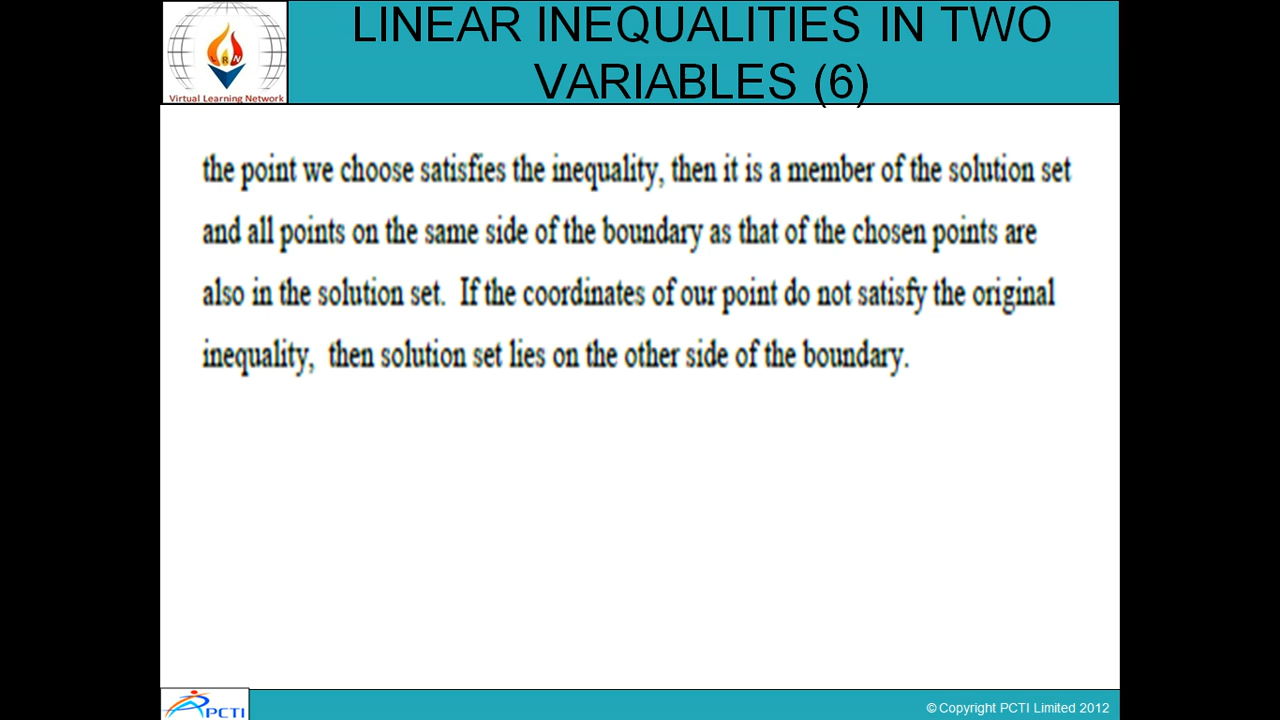 LINEAR INEQUALITIES IN TWO
VARIABLES (6)
LRN
Virtual Learning Network
the point we choose satisfies the inequality, then it is a member of the solution set
and all points on the same side of the boundary as that of the chosen points are
also in the solution set. If the coordinates of our point do not satisfy the original
inequality, then solution set lies on the other side of the boundary.
PCTI
© Copyright PCTI Limited 2012